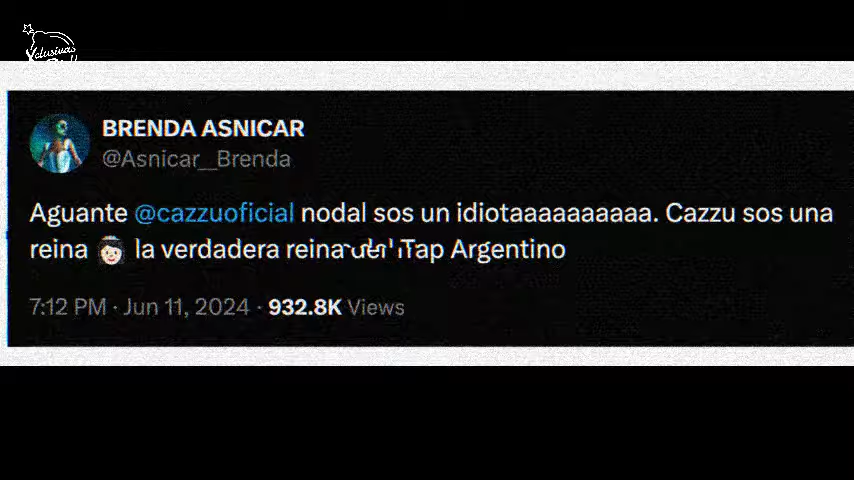 BRENDA ASNICAR
@Asnicar__Brenda
Aguante @cazzuoficial nodal sos un idiotaaaaaaaaaa. Cazzu sos una
reina 👸🏻 la verdadera reina Tap Argentino
7:12 PM · Jun 11, 2024 · 932.8K Views